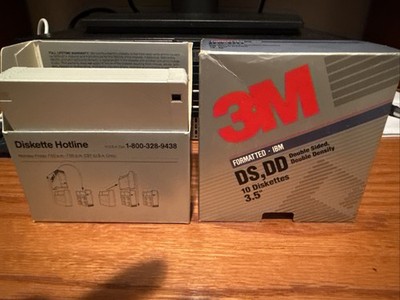 Diskette Hotline
1-800-328-9438
3M
FORMATTED - IBM
DS,DD Double Sided,
Double Density
10 Diskettes
3.5"